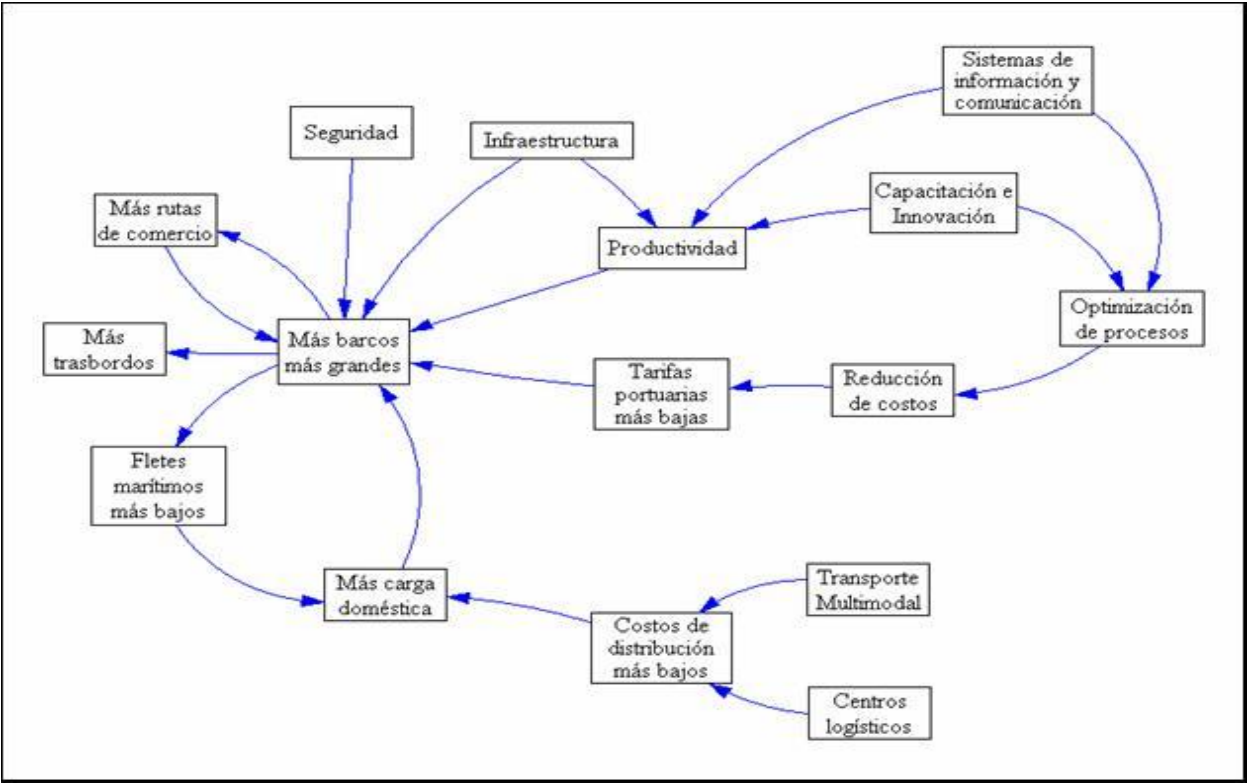 Sistemas de
información y
comunicación
Seguridad
Infraestructura
Capacitación e
Innovación
Más rutas
de comercio
Productividad
Optimización
de procesos
Más
trasbordos
Más barcos
más grandes
Tarifas
portuarias
más bajas
Reducción
de costos
Fletes
marítimos
más bajos
Más carga
doméstica
Transporte
Multimodal
Costos de
distribución
más bajos
Centros
logísticos